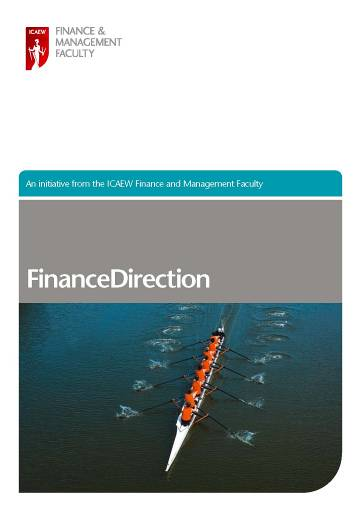 ICAEW
FINANCE &
MANAGEMENT
FACULTY
An initiative from the ICAEW Finance and Management Faculty
FinanceDirection